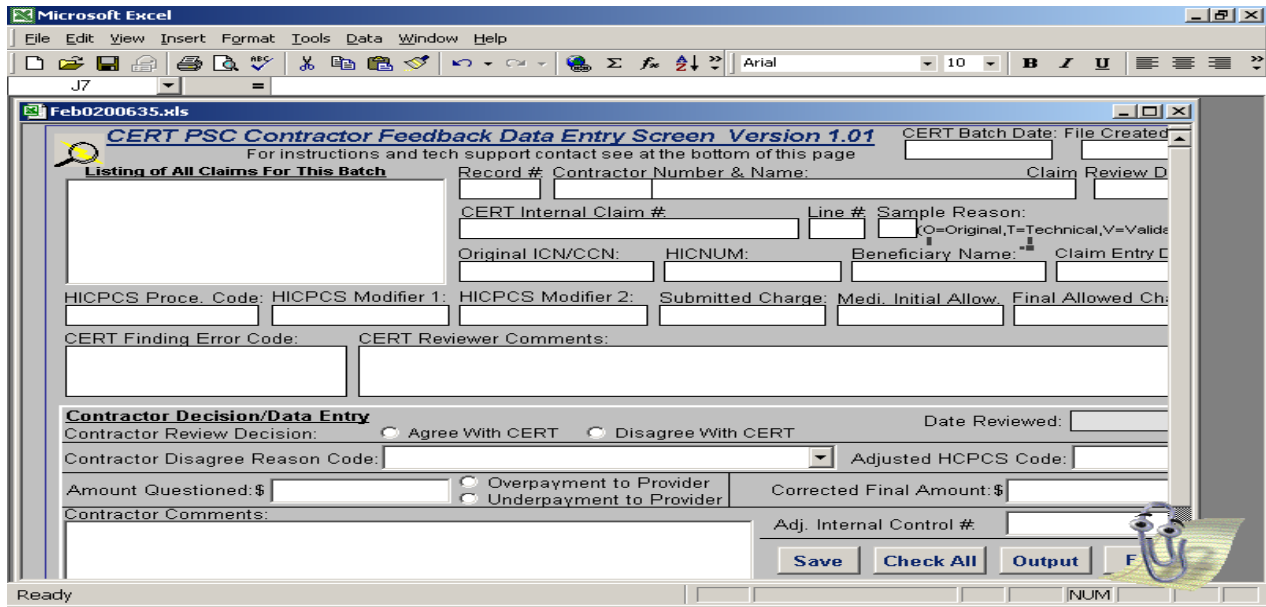 Microsoft Excel
File Edit View Insert Format Tools Data Window Help
ABC Σ fx A Z Arial 10 B I U
J7 =
Feb0200635.xls
CERT PSC Contractor Feedback Data Entry Screen Version 1.01 CERT Batch Date: File Created
For instructions and tech support contact see at the bottom of this page
Listing of All Claims For This Batch Record #: Contractor Number & Name: Claim Review D
CERT Internal Claim #: Line #: Sample Reason:
(O=Original,T=Technical,V=Valida
Original ICN/CCN: HICNUM: Beneficiary Name: Claim Entry D
HICPCS Proce. Code: HICPCS Modifier 1: HICPCS Modifier 2: Submitted Charge: Medi. Initial Allow. Final Allowed Cha
CERT Finding Error Code: CERT Reviewer Comments:
Contractor Decision/Data Entry Date Reviewed:
Contractor Review Decision: Agree With CERT Disagree With CERT
Contractor Disagree Reason Code: Adjusted HCPCS Code:
Amount Questioned:$ Overpayment to Provider Corrected Final Amount:$
Underpayment to Provider
Contractor Comments: Adj. Internal Control #:
Save Check All Output F
Ready NUM